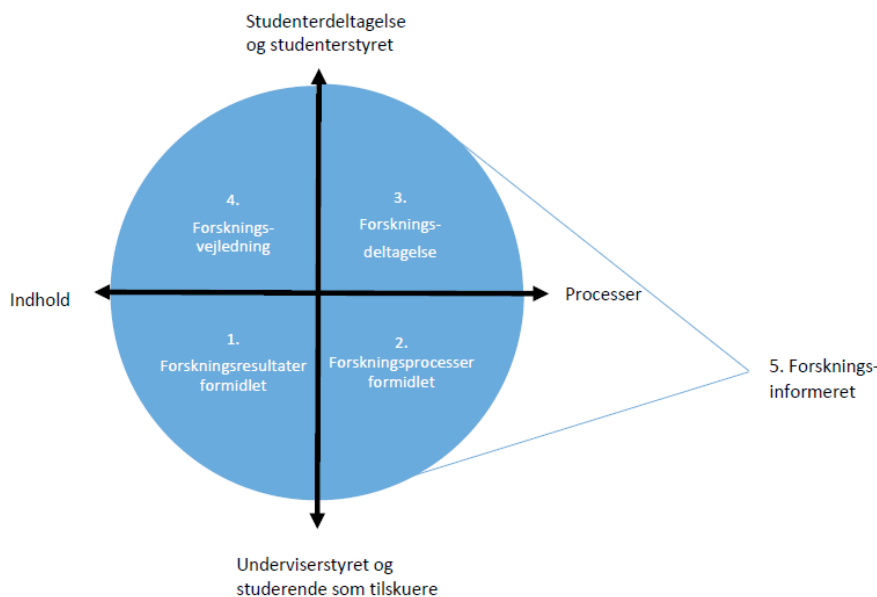 Studenterdeltagelse
og studenterstyret
4.
Forsknings-
vejledning
3.
Forsknings-
deltagelse
Indhold
Processer
1.
Forskningsresultater
formidlet
2.
Forskningsprocesser
formidlet
5. Forsknings-
informeret
Underviserstyret og
studerende som tilskuere